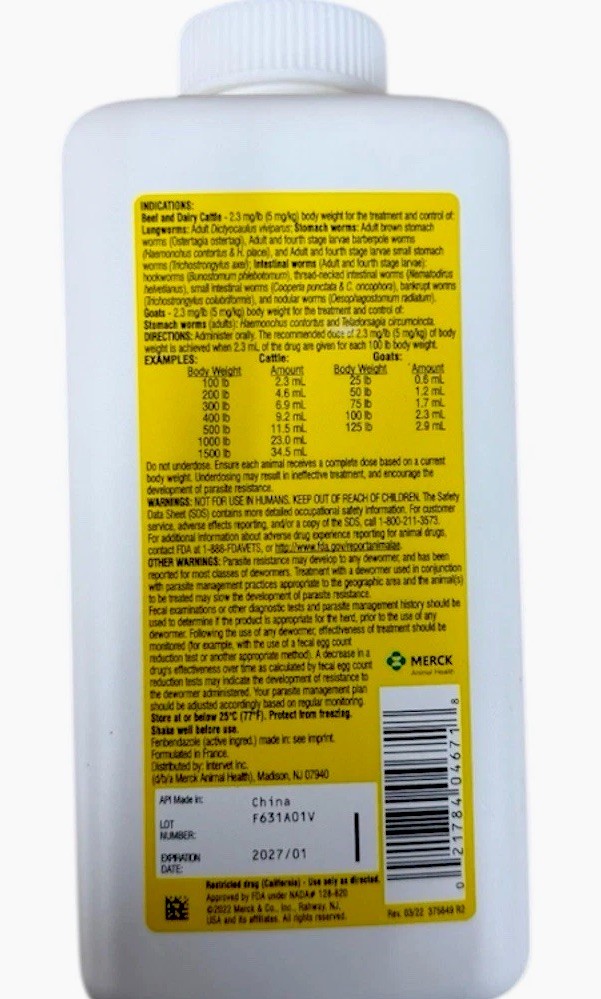 INDICATIONS:
Beef and Dairy Cattle - 2.3 mg/lb (5 mg/kg) body weight for the treatment and control of:
Lungworms: Adult Dictyocaulus viviparus; Stomach worms: Adult brown stomach
worms (Ostertagia ostertagi), Adult and fourth stage larvae barberpole worms
(Haemonchus contortus & H. placei), and Adult and fourth stage larvae small stomach
worms (Trichostrongylus axei); Intestinal worms (Adult and fourth stage larvae):
hookworms (Bunostomum phlebotomum), thread-necked intestinal worms (Nematodirus
helvetianus), small intestinal worms (Cooperia punctata & C. oncophora), bankrupt worms
(Trichostrongylus colubriformis), and nodular worms (Oesophagostomum radiatum).
Goats - 2.3 mg/lb (5 mg/kg) body weight for the treatment and control of:
Stomach worms (adults): Haemonchus contortus and Teladorsagia circumcincta.
DIRECTIONS: Administer orally. The recommended dose of 2.3 mg/lb (5 mg/kg) of body
weight is achieved when 2.3 mL of the drug are given for each 100 lb body weight.
EXAMPLES: Cattle: Goats:
Body Weight Amount Body Weight Amount
100 lb 2.3 mL 25 lb 0.6 mL
200 lb 4.6 mL 50 lb 1.2 mL
300 lb 6.9 mL 75 lb 1.7 mL
400 lb 9.2 mL 100 lb 2.3 mL
500 lb 11.5 mL 125 lb 2.9 mL
1000 lb 23.0 mL
1500 lb 34.5 mL
Do not underdose. Ensure each animal receives a complete dose based on a current
body weight. Underdosing may result in ineffective treatment, and encourage the
development of parasite resistance.
WARNINGS: NOT FOR USE IN HUMANS. KEEP OUT OF REACH OF CHILDREN. The Safety
Data Sheet (SDS) contains more detailed occupational safety information. For customer
service, adverse effects reporting, and/or a copy of the SDS, call 1-800-211-3573.
For additional information about adverse drug experience reporting for animal drugs,
contact FDA at 1-888-FDAVETS, or http://www.fda.gov/reportanimalae.
OTHER WARNINGS: Parasite resistance may develop to any dewormer, and has been
reported for most classes of dewormers. Treatment with a dewormer used in conjunction
with parasite management practices appropriate to the geographic area and the animal(s)
to be treated may slow the development of parasite resistance.
Fecal examinations or other diagnostic tests and parasite management history should be
used to determine if the product is appropriate for the herd, prior to the use of any
dewormer. Following the use of any dewormer, effectiveness of treatment should be
monitored (for example, with the use of a fecal egg count
reduction test or another appropriate method). A decrease in a
drug's effectiveness over time as calculated by fecal egg count
reduction tests may indicate the development of resistance to
the dewormer administered. Your parasite management plan
should be adjusted accordingly based on regular monitoring.
Store at or below 25°C (77°F). Protect from freezing.
Shake well before use.
Fenbendazole (active ingred.) made in: see imprint.
Formulated in France.
Distributed by: Intervet Inc.
(d/b/a Merck Animal Health), Madison, NJ 07940
MERCK
Animal Health
API Made in: China
LOT NUMBER: F631A01V
EXPIRATION DATE: 2027/01
0 21784 04671 8
Restricted drug (California) - Use only as directed.
Approved by FDA under NADA# 128-620
©2022 Merck & Co., Inc., Rahway, NJ,
USA and its affiliates. All rights reserved.
Rev. 03/22 375649 R2